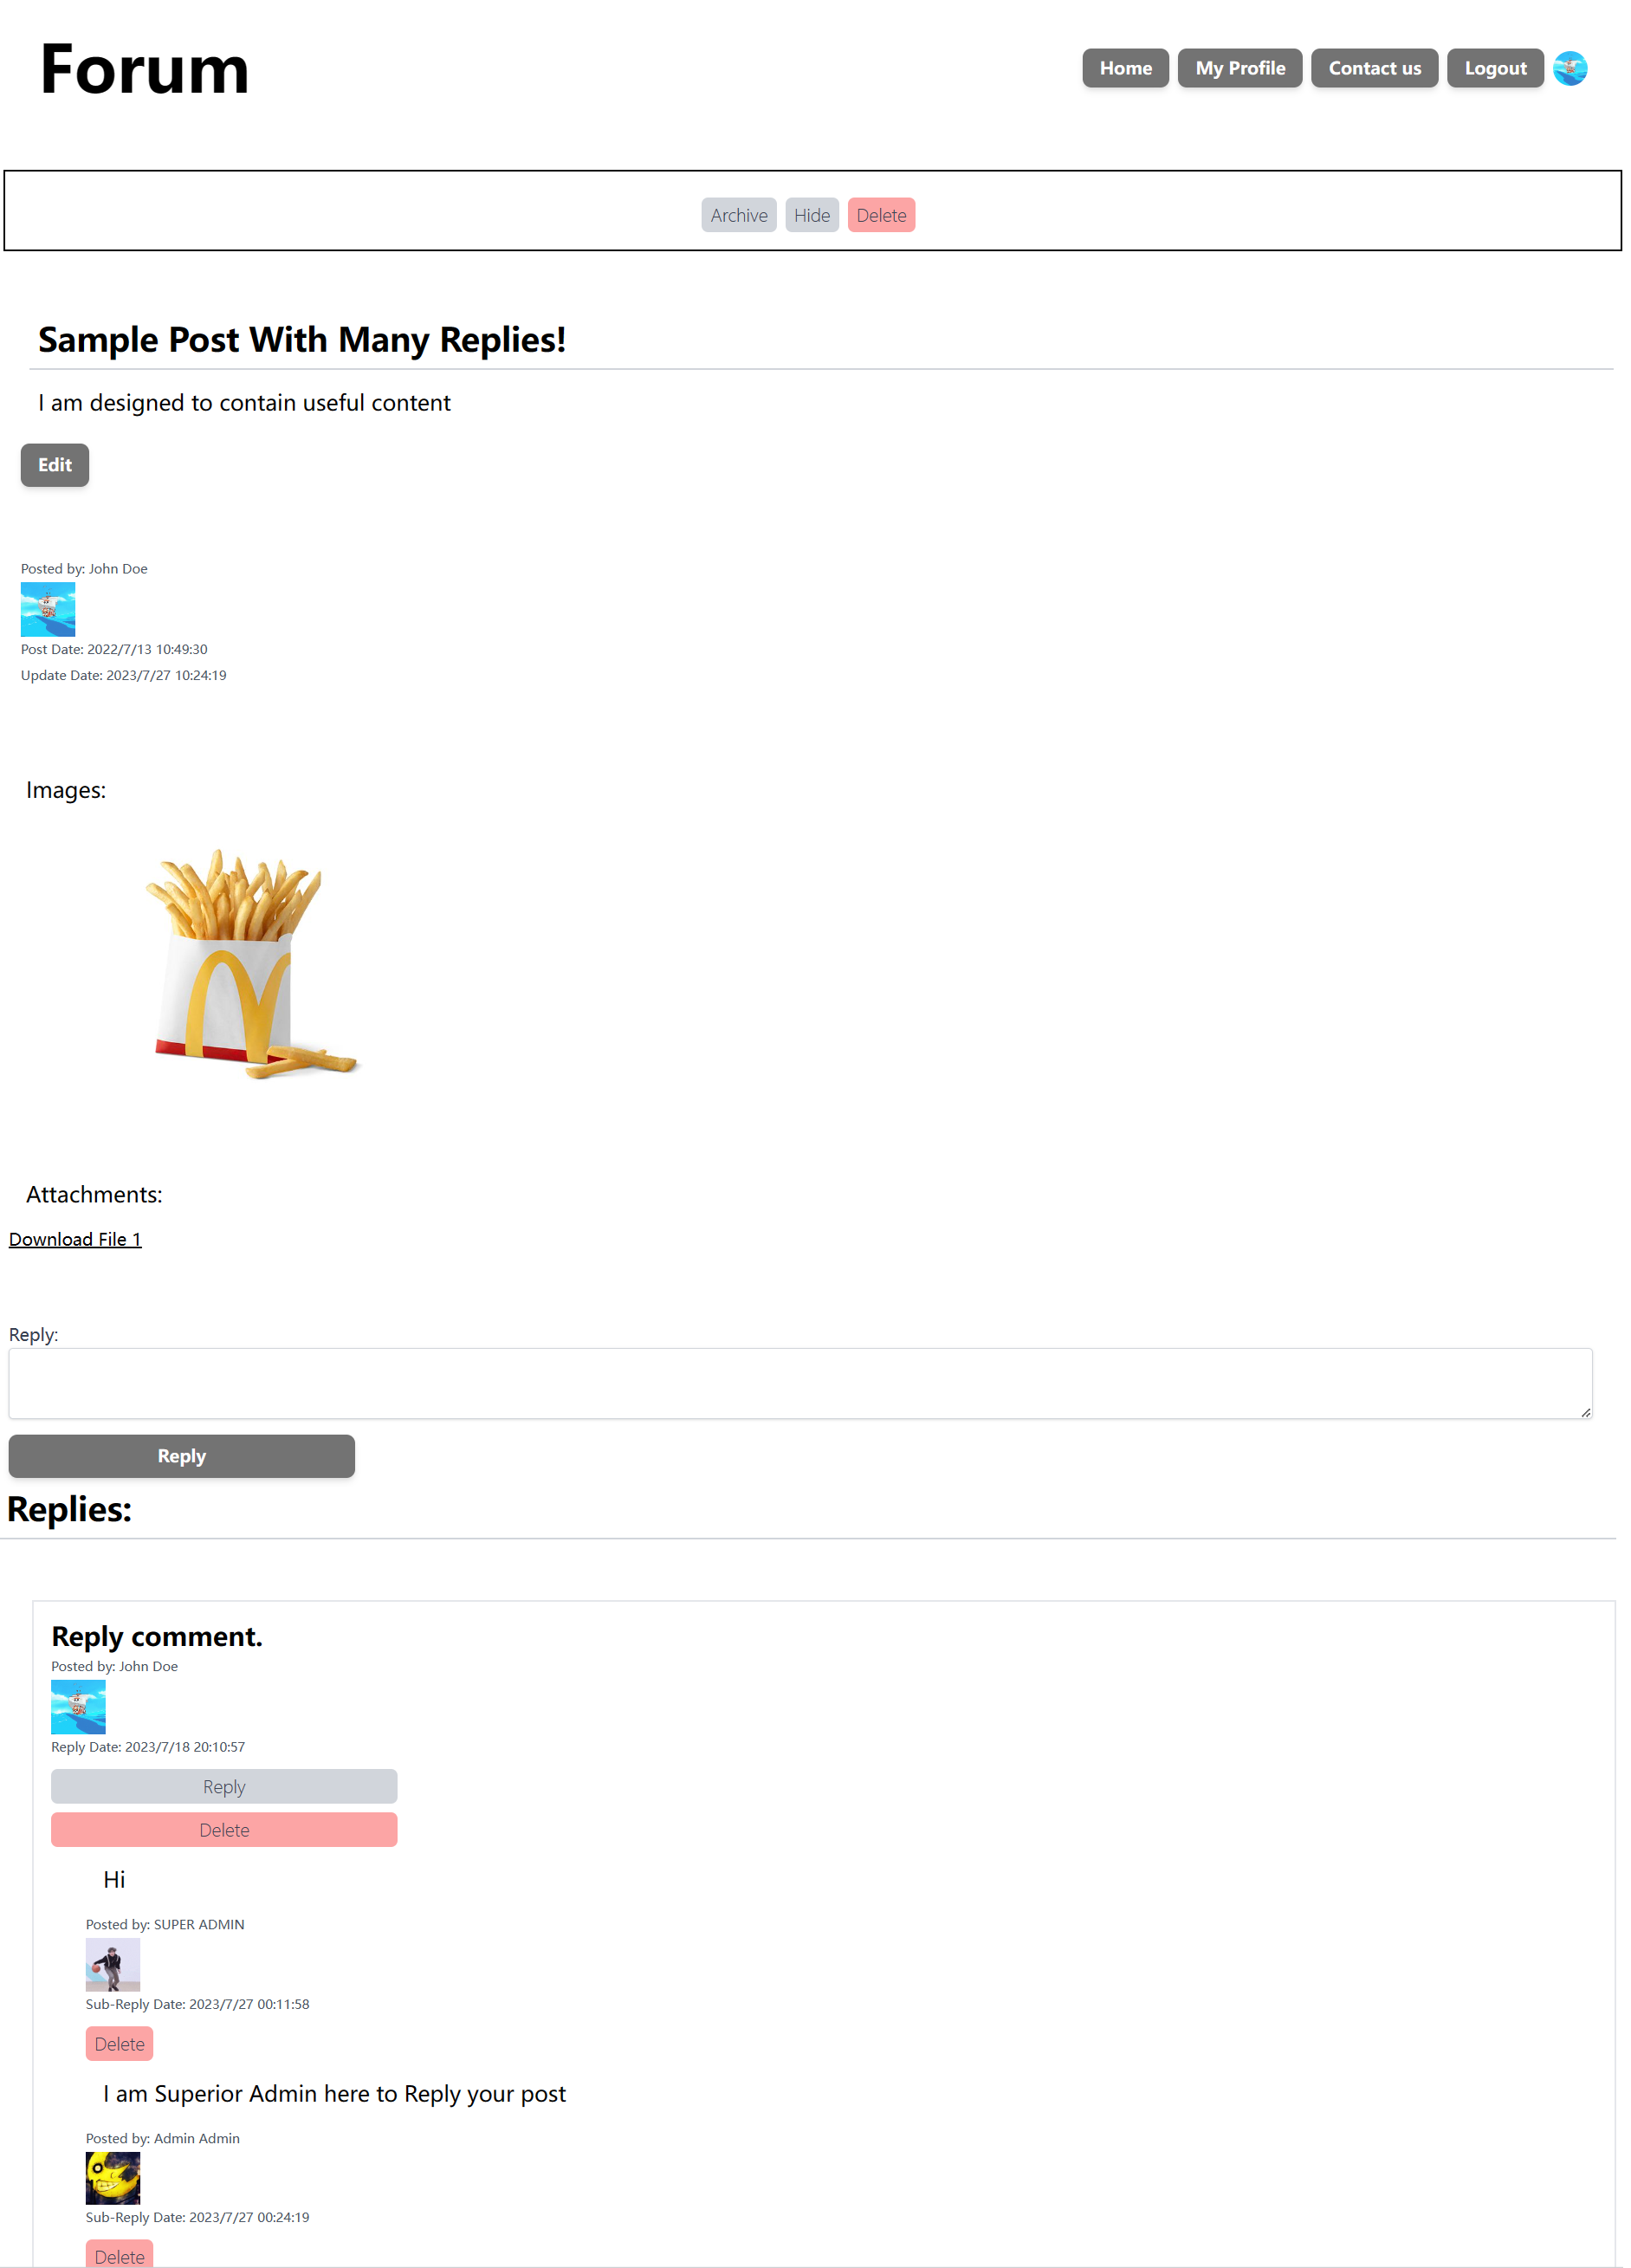 Forum
Home
My Profile
Contact us
Logout
Archive
Hide
Delete
Sample Post With Many Replies!
I am designed to contain useful content
Edit
Posted by: John Doe
Post Date: 2022/7/13 10:49:30
Update Date: 2023/7/27 10:24:19
Images:
Attachments:
Download File 1
Reply:
Reply
Replies:
Reply comment.
Posted by: John Doe
Reply Date: 2023/7/18 20:10:57
Reply
Delete
Hi
Posted by: SUPER ADMIN
Sub-Reply Date: 2023/7/27 00:11:58
Delete
I am Superior Admin here to Reply your post
Posted by: Admin Admin
Sub-Reply Date: 2023/7/27 00:24:19
Delete